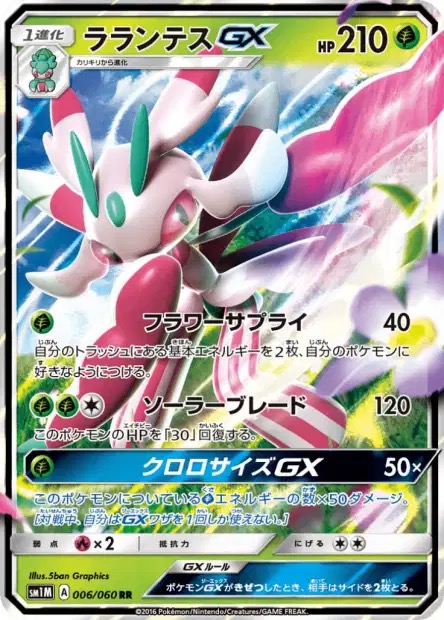 1進化
ラランテスGX
HP210
カリキリから進化
フラワーサプライ 40
自分のトラッシュにある基本エネルギーを2枚、自分のポケモンに
好きなようにつける。
ソーラーブレード 120
このポケモンのHPを「30」回復する。
クロロサイズGX 50×
このポケモンについているエネルギーの数×50ダメージ。
[対戦中、自分はGXワザを1回しか使えない。]
弱点 ×2 抵抗力 にげる
GXルール
Illus.5ban Graphics
ポケモンGXがきぜつしたとき、相手はサイドを2枚とる。
SM1M A 006/060 RR
©2016 Pokémon/Nintendo/Creatures/GAME FREAK.